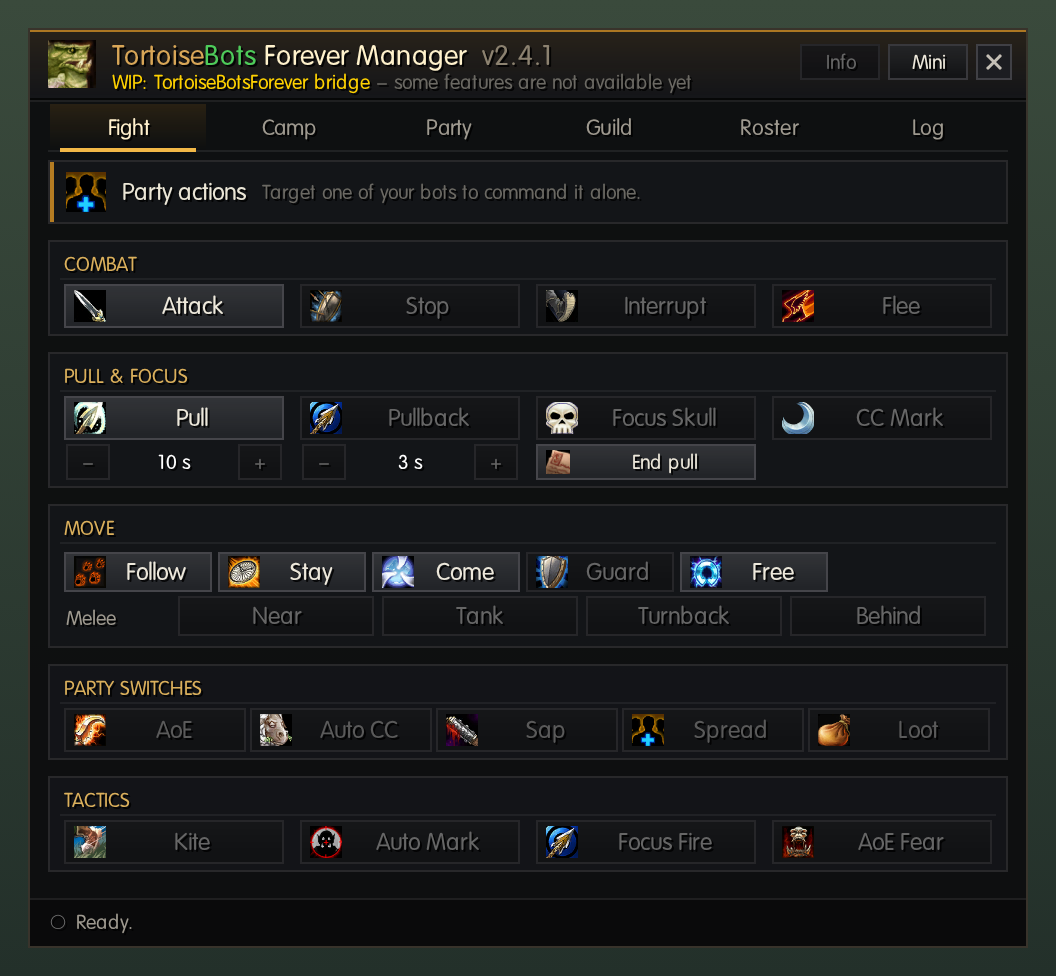 TortoiseBots Forever Manager v2.4.1
Info
Mini
WIP: TortoiseBotsForever bridge – some features are not available yet
Fight Camp Party Guild Roster Log
Party actions Target one of your bots to command it alone.
COMBAT
Attack Stop Interrupt Flee
PULL & FOCUS
Pull Pullback Focus Skull CC Mark
– 10 s + – 3 s + End pull
MOVE
Follow Stay Come Guard Free
Melee Near Tank Turnback Behind
PARTY SWITCHES
AoE Auto CC Sap Spread Loot
TACTICS
Kite Auto Mark Focus Fire AoE Fear
Ready.